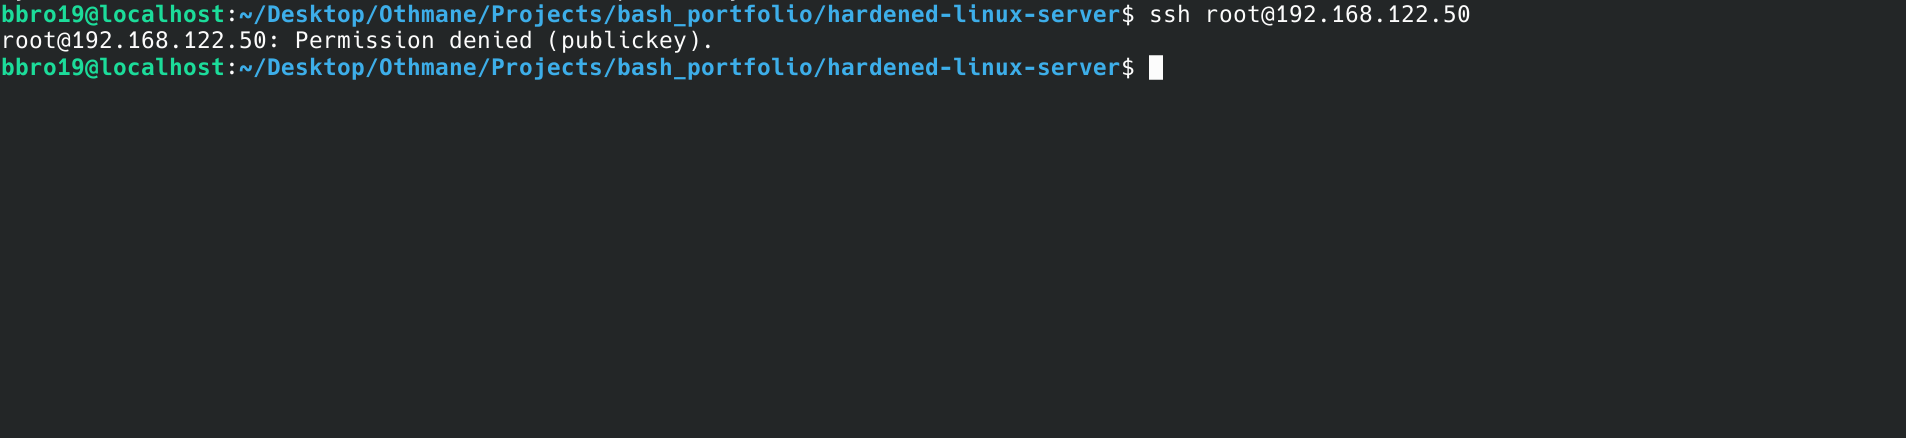 bbro19@localhost:~/Desktop/Othmane/Projects/bash_portfolio/hardened-linux-server$ ssh root@192.168.122.50
root@192.168.122.50: Permission denied (publickey).
bbro19@localhost:~/Desktop/Othmane/Projects/bash_portfolio/hardened-linux-server$